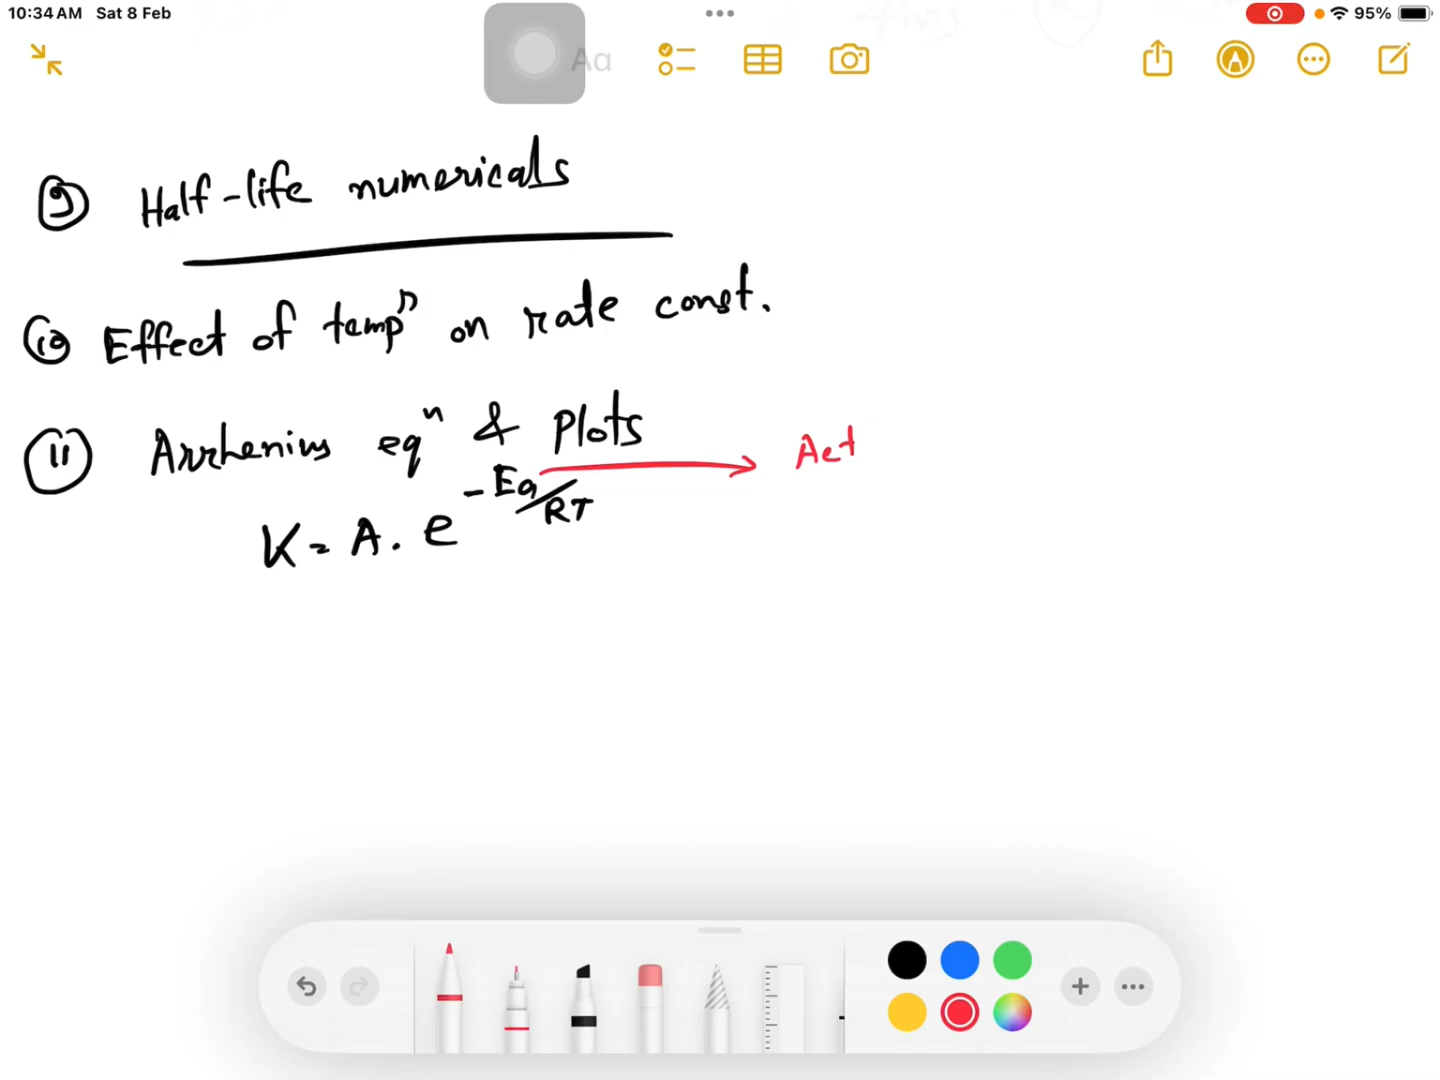 10:34 AM Sat 8 Feb 95%
Aa
⑨ Half-life numericals
⑩ Effect of tempⁿ on rate const.
⑪ Arrhenius eqⁿ & Plots
K = A. e^-Ea/RT → Act